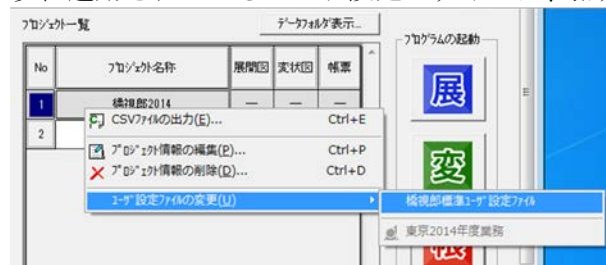 プロジェクト一覧
データフォルダ表示...
プログラムの起動
No
プロジェクト名称
展開図
変状図
帳票
1
橋視郎2014
—
—
—
2
展
変
帳
CSVファイルの出力(E)...
Ctrl+E
プロジェクト情報の編集(P)...
Ctrl+P
プロジェクト情報の削除(D)...
Ctrl+D
ユーザ設定ファイルの変更(U)
橋視郎標準ユーザ設定ファイル
東京2014年度業務